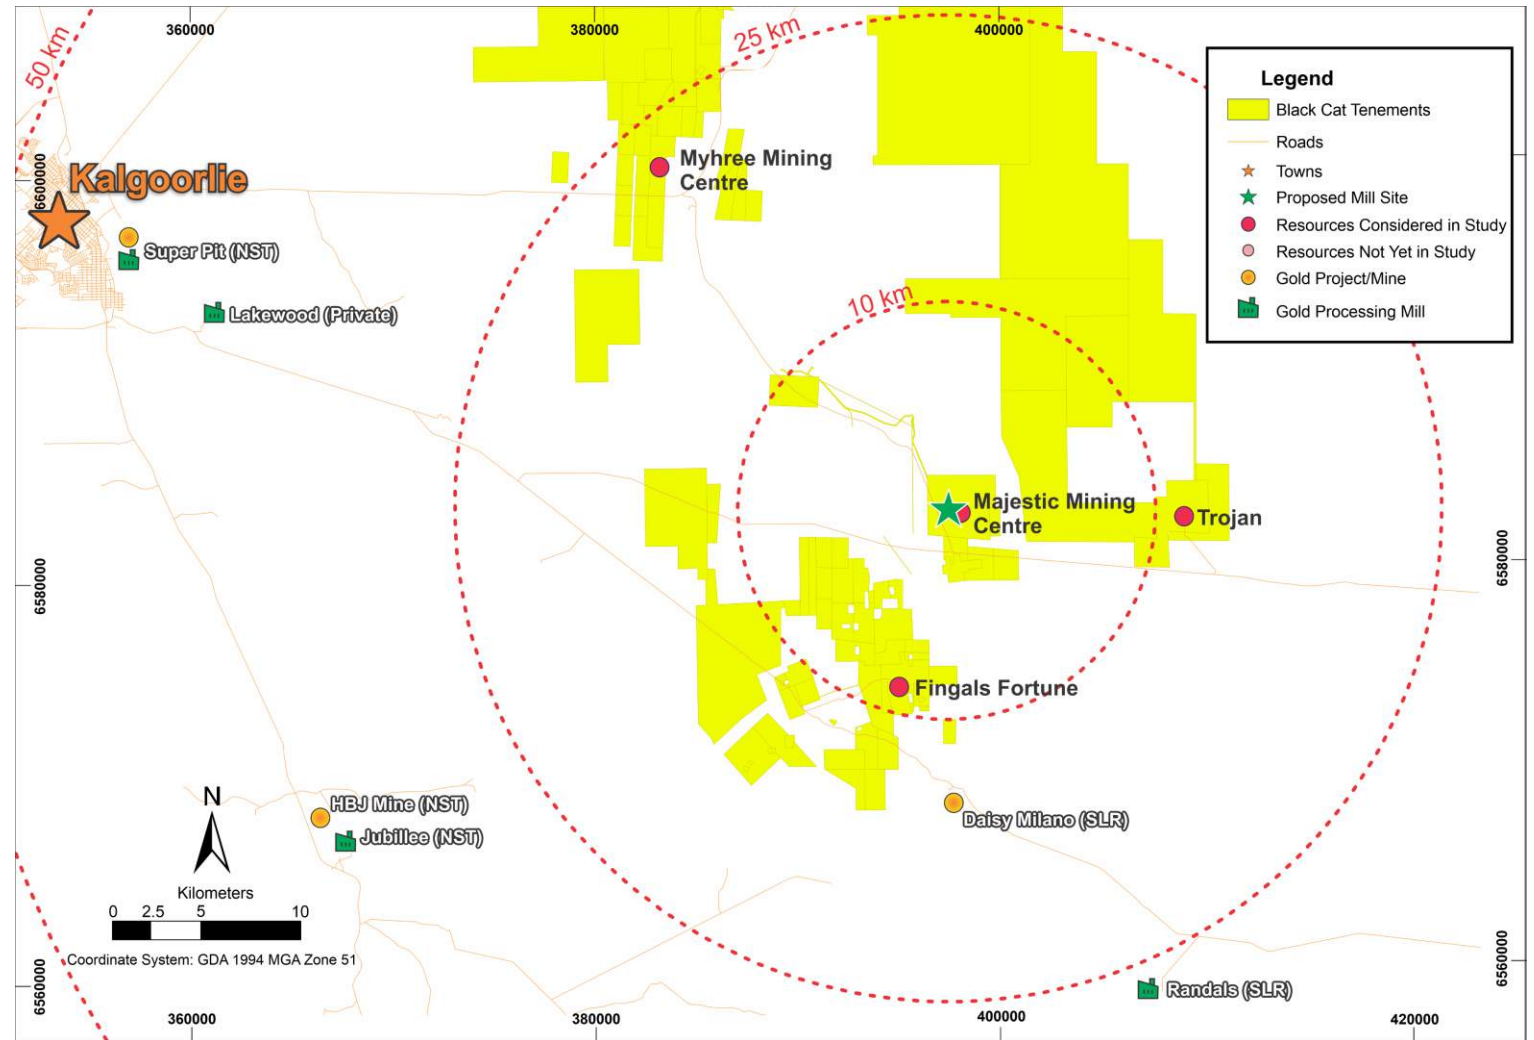 360000
380000
400000
50 km
25 km
Legend
Black Cat Tenements
Roads
Towns
Proposed Mill Site
Resources Considered in Study
Resources Not Yet in Study
Gold Project/Mine
Gold Processing Mill
6600000
Kalgoorlie
Myhree Mining
Centre
Super Pit (NST)
Lakewood (Private)
10 km
Majestic Mining
Centre
Trojan
6580000
6580000
Fingals Fortune
HBJ Mine (NST)
Jubillee (NST)
Daisy Milano (SLR)
N
Kilometers
0 2.5 5 10
Coordinate System: GDA 1994 MGA Zone 51
6560000
6560000
Randals (SLR)
360000
380000
400000
420000